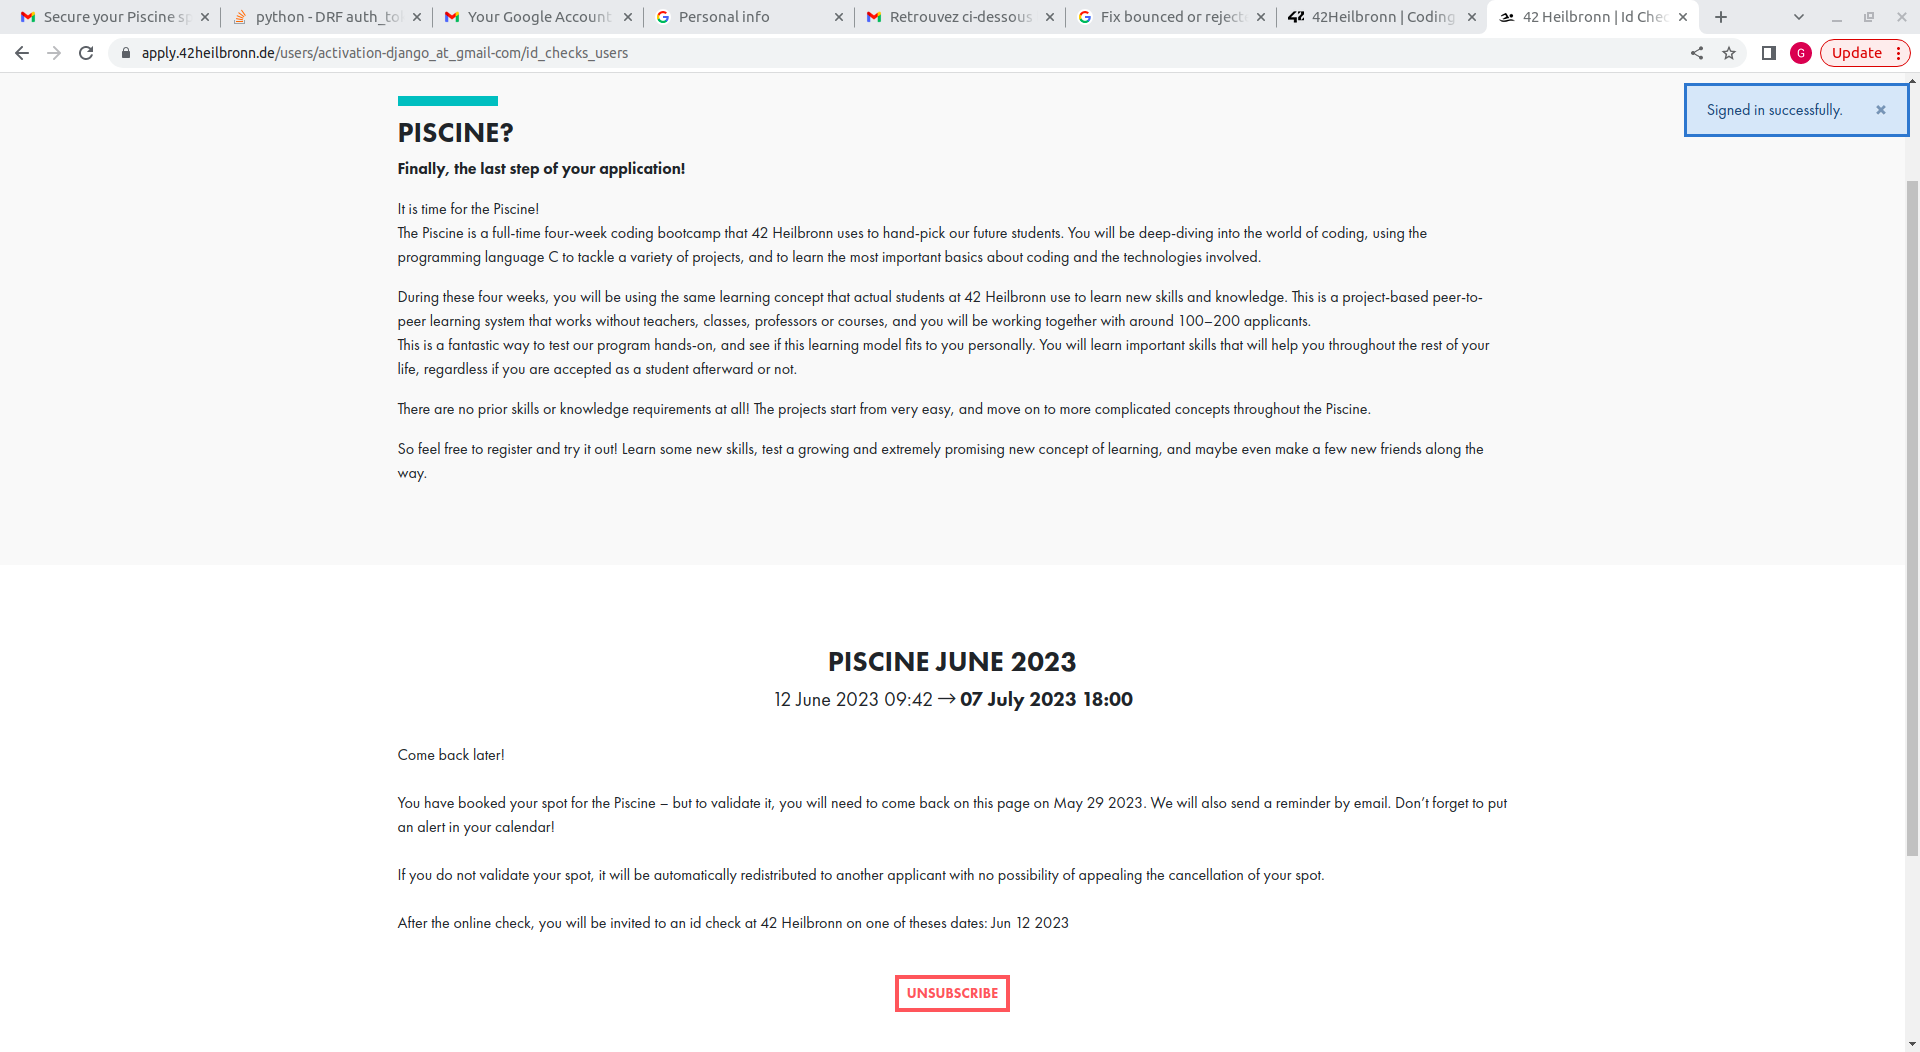 Secure your Piscine sp
python - DRF auth_to
Your Google Account
Personal info
Retrouvez ci-dessous
Fix bounced or reject
42Heilbronn | Coding
42 Heilbronn | Id Chec
apply.42heilbronn.de/users/activation-django_at_gmail-com/id_checks_users
G
Update
Signed in successfully.
PISCINE?
Finally, the last step of your application!
It is time for the Piscine!
The Piscine is a full-time four-week coding bootcamp that 42 Heilbronn uses to hand-pick our future students. You will be deep-diving into the world of coding, using the
programming language C to tackle a variety of projects, and to learn the most important basics about coding and the technologies involved.
During these four weeks, you will be using the same learning concept that actual students at 42 Heilbronn use to learn new skills and knowledge. This is a project-based peer-to-
peer learning system that works without teachers, classes, professors or courses, and you will be working together with around 100–200 applicants.
This is a fantastic way to test our program hands-on, and see if this learning model fits to you personally. You will learn important skills that will help you throughout the rest of your
life, regardless if you are accepted as a student afterward or not.
There are no prior skills or knowledge requirements at all! The projects start from very easy, and move on to more complicated concepts throughout the Piscine.
So feel free to register and try it out! Learn some new skills, test a growing and extremely promising new concept of learning, and maybe even make a few new friends along the
way.
PISCINE JUNE 2023
12 June 2023 09:42 → 07 July 2023 18:00
Come back later!
You have booked your spot for the Piscine – but to validate it, you will need to come back on this page on May 29 2023. We will also send a reminder by email. Don't forget to put
an alert in your calendar!
If you do not validate your spot, it will be automatically redistributed to another applicant with no possibility of appealing the cancellation of your spot.
After the online check, you will be invited to an id check at 42 Heilbronn on one of theses dates: Jun 12 2023
UNSUBSCRIBE